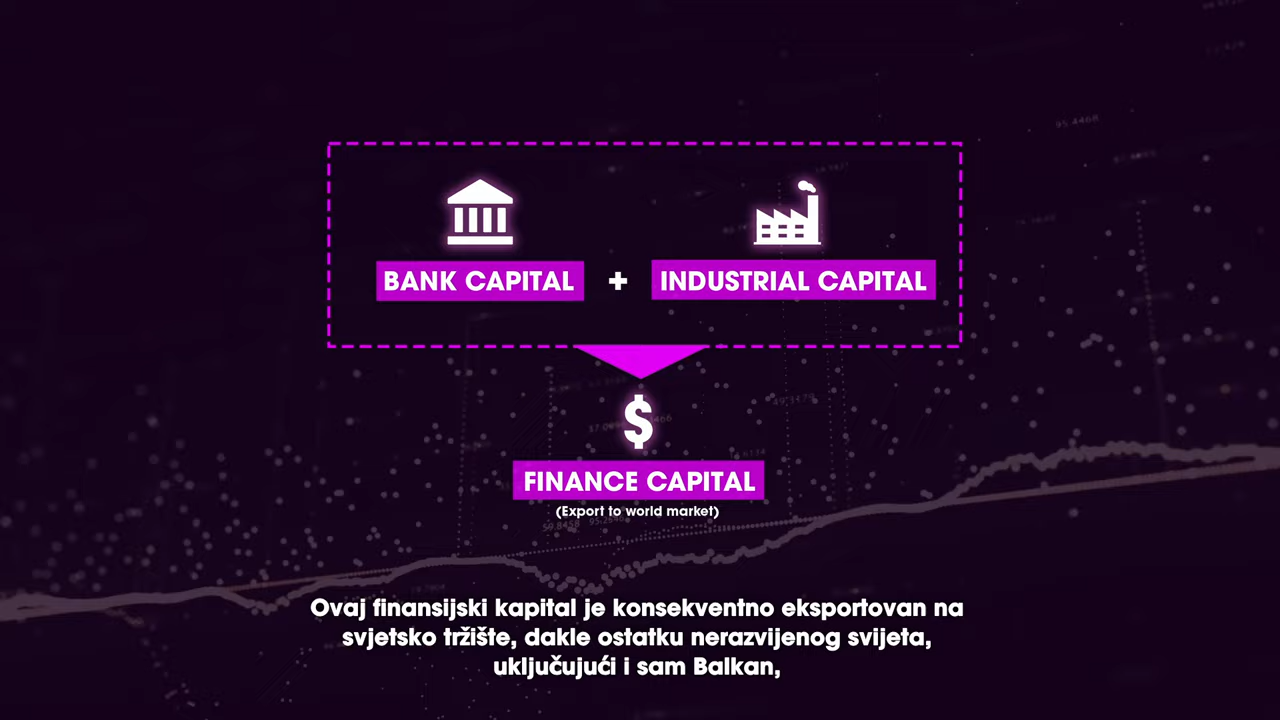 BANK CAPITAL + INDUSTRIAL CAPITAL
$
FINANCE CAPITAL
(Export to world market)
Ovaj finansijski kapital je konsekventno eksportovan na
svjetsko tržište, dakle ostatku nerazvijenog svijeta,
uključujući i sam Balkan,